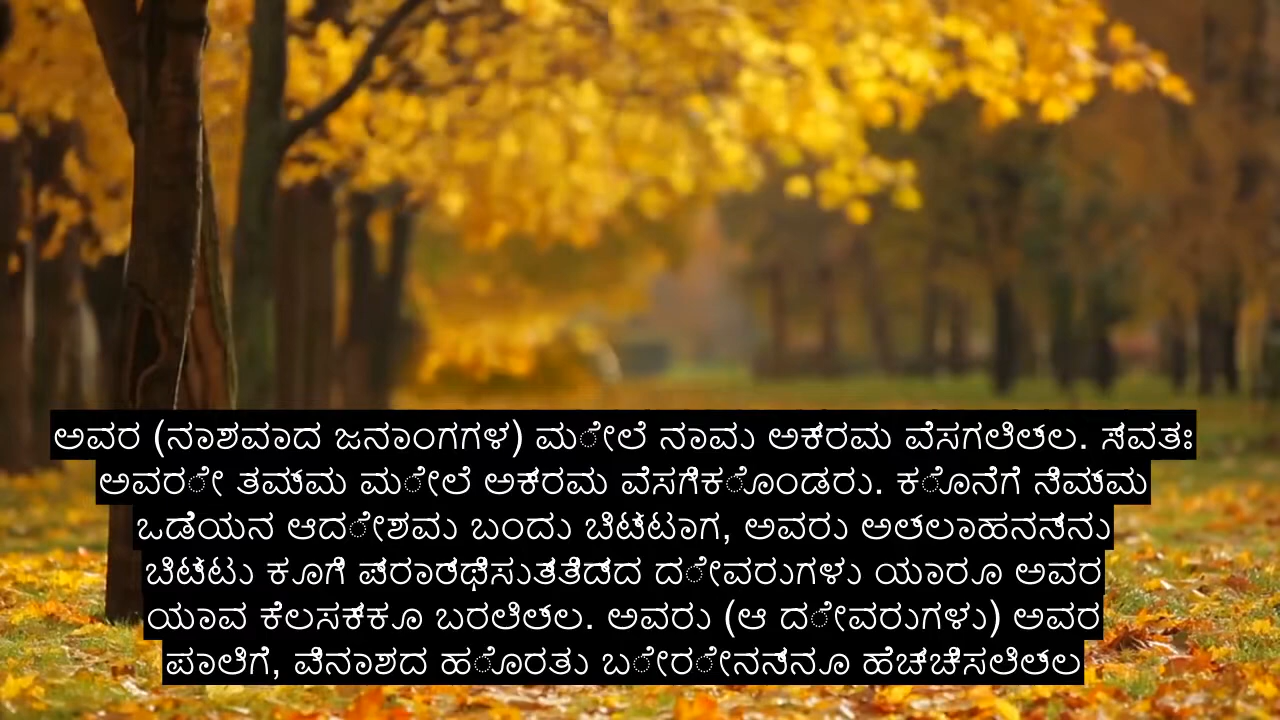 ಅವರ (ನಾಶವಾದ ಜನಾಂಗಗಳ) ಮೇಲೆ ನಾವು ಅಕ್ರಮ ವೆಸಗಲಿಲ್ಲ. ಸ್ವತಃ
ಅವರೇ ತಮ್ಮ ಮೇಲೆ ಅಕ್ರಮ ವೆಸಗಿಕೊಂಡರು. ಕೊನೆಗೆ ನಿಮ್ಮ
ಒಡೆಯನ ಆದೇಶವು ಬಂದು ಬಿಟ್ಟಾಗ, ಅವರು ಅಲ್ಲಾಹನನ್ನು
ಬಿಟ್ಟು ಕೂಗಿ ಪ್ರಾರ್ಥಿಸುತ್ತಿದ್ದ ದೇವರುಗಳು ಯಾರೂ ಅವರ
ಯಾವ ಕೆಲಸಕ್ಕೂ ಬರಲಿಲ್ಲ. ಅವರು (ಆ ದೇವರುಗಳು) ಅವರ
ಪಾಲಿಗೆ, ವಿನಾಶದ ಹೊರತು ಬೇರೇನನ್ನೂ ಹೆಚ್ಚಿಸಲಿಲ್ಲ